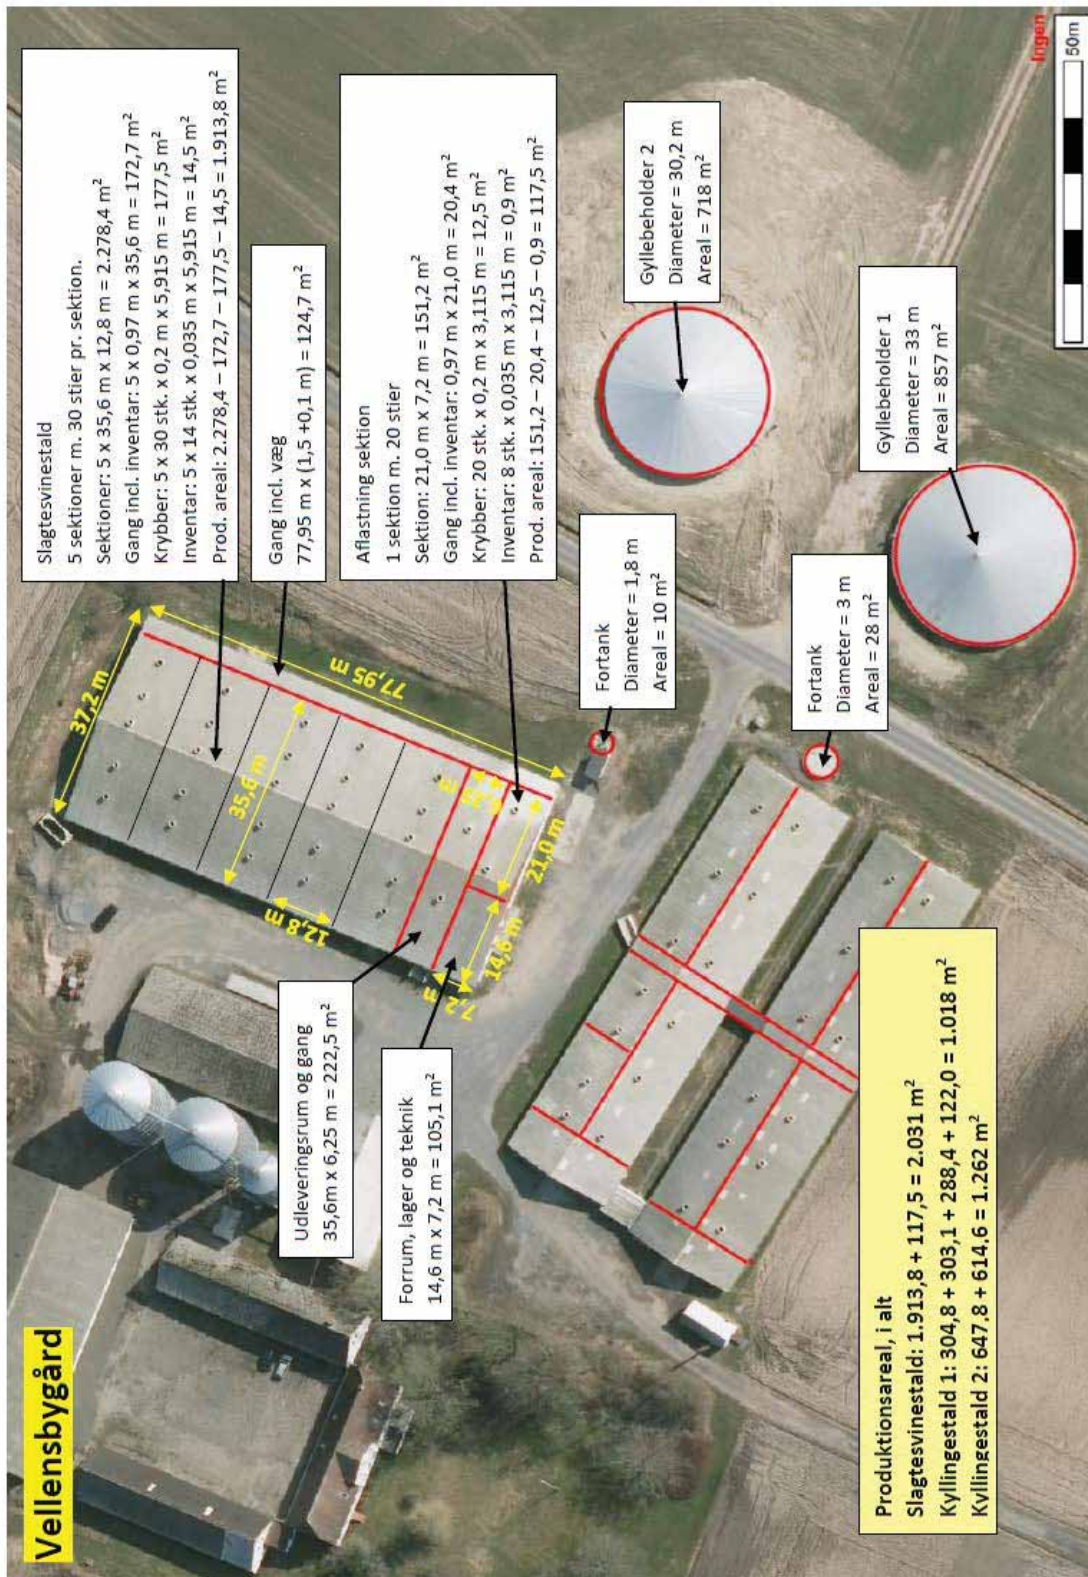 Vellensbygård
Slagtesvinestald
5 sektioner m. 30 stier pr. sektion.
Sektioner: 5 x 35,6 m x 12,8 m = 2.278,4 m²
Gang incl. inventar: 5 x 0,97 m x 35,6 m = 172,7 m²
Krybber: 5 x 30 stk. x 0,2 m x 5,915 m = 177,5 m²
Inventar: 5 x 14 stk. x 0,035 m x 5,915 m = 14,5 m²
Prod. areal: 2.278,4 – 172,7 – 177,5 – 14,5 = 1.913,8 m²
Gang incl. væg
77,95 m x (1,5 +0,1 m) = 124,7 m²
Aflastning sektion
1 sektion m. 20 stier
Sektion: 21,0 m x 7,2 m = 151,2 m²
Gang incl. inventar: 0,97 m x 21,0 m = 20,4 m²
Krybber: 20 stk. x 0,2 m x 3,115 m = 12,5 m²
Inventar: 8 stk. x 0,035 m x 3,115 m = 0,9 m²
Prod. areal: 151,2 – 20,4 – 12,5 – 0,9 = 117,5 m²
37,2 m
77,95 m
35,6 m
12,8 m
6,25 m
21,0 m
14,6 m
7,2 m
Udleveringsrum og gang
35,6m x 6,25 m = 222,5 m²
Forrum, lager og teknik
14,6 m x 7,2 m = 105,1 m²
Fortank
Diameter = 1,8 m
Areal = 10 m²
Gyllebeholder 2
Diameter = 30,2 m
Areal = 718 m²
Fortank
Diameter = 3 m
Areal = 28 m²
Gyllebeholder 1
Diameter = 33 m
Areal = 857 m²
Produktionsareal, i alt
Slagtesvinestald: 1.913,8 + 117,5 = 2.031 m²
Kyllingestald 1: 304,8 + 303,1 + 288,4 + 122,0 = 1.018 m²
Kyllingestald 2: 647,8 + 614,6 = 1.262 m²
Ingen
50m